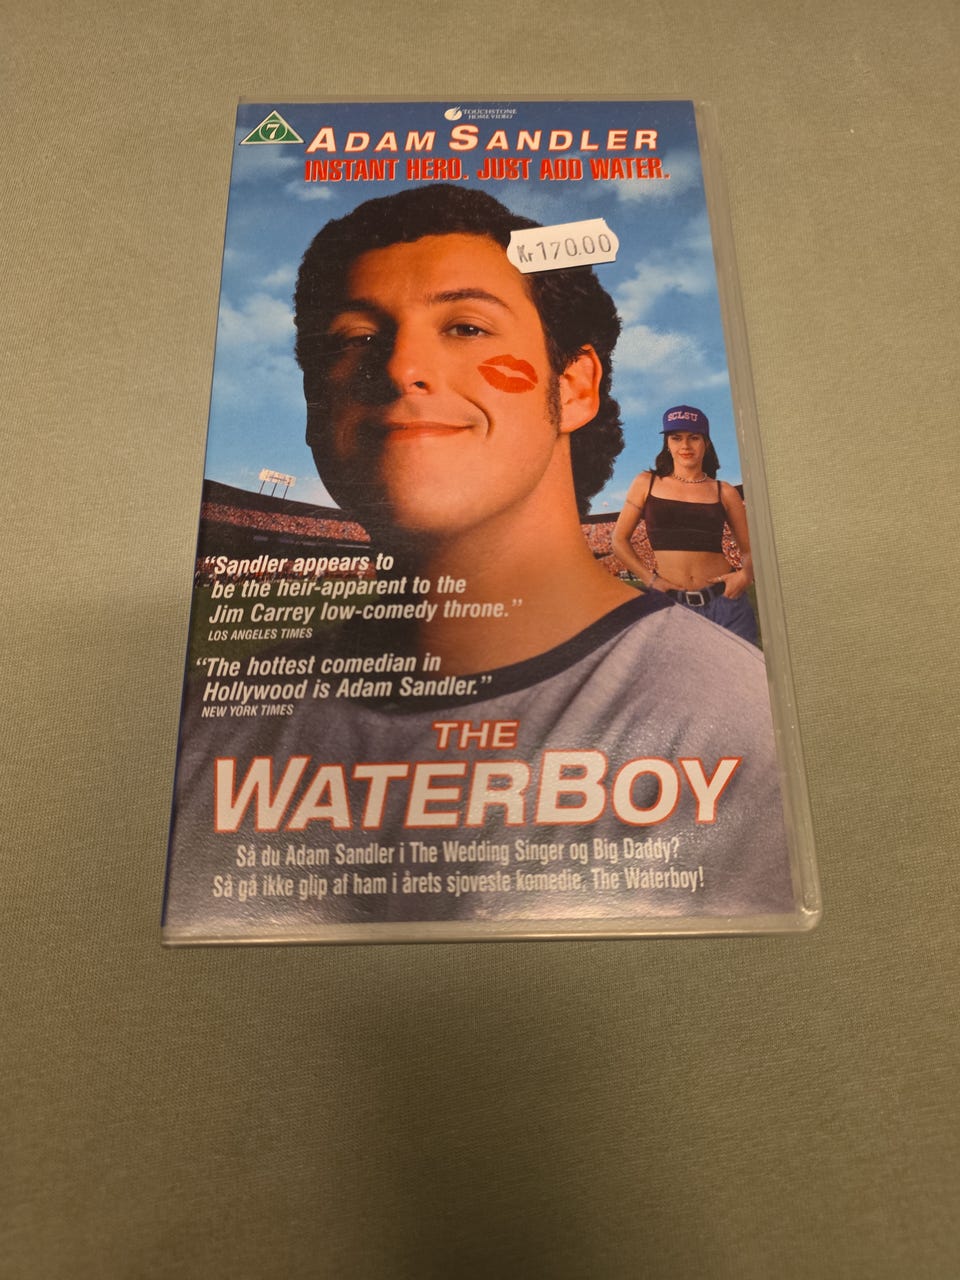 TOUCHSTONE
HOME VIDEO
7
ADAM SANDLER
INSTANT HERO. JUST ADD WATER.
Kr 170.00
SCLSU
"Sandler appears to
be the heir-apparent to the
Jim Carrey low-comedy throne."
LOS ANGELES TIMES
"The hottest comedian in
Hollywood is Adam Sandler."
NEW YORK TIMES
THE
WATERBOY
Så du Adam Sandler i The Wedding Singer og Big Daddy?
Så gå ikke glip af ham i årets sjoveste komedie, The Waterboy!